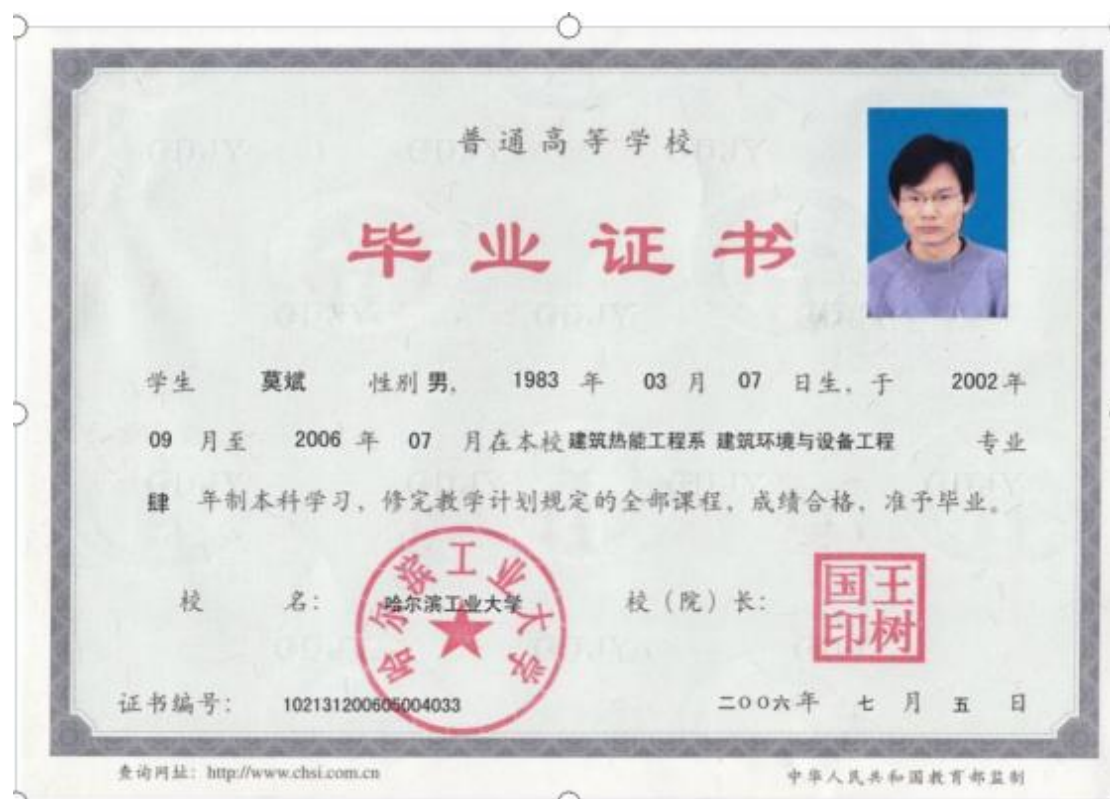 普通高等学校
毕业证书
学生 莫斌 性别 男, 1983 年 03 月 07 日生, 于 2002 年
09 月至 2006 年 07 月在本校 建筑热能工程系 建筑环境与设备工程 专业
肆 年制本科学习, 修完教学计划规定的全部课程, 成绩合格, 准予毕业。
校 名: 哈尔滨工业大学 校（院）长:
哈尔滨工业大学
王树国印
证书编号: 102131200605004033 二〇〇六年 七 月 五 日
查询网址: http://www.chsi.com.cn 中华人民共和国教育部监制